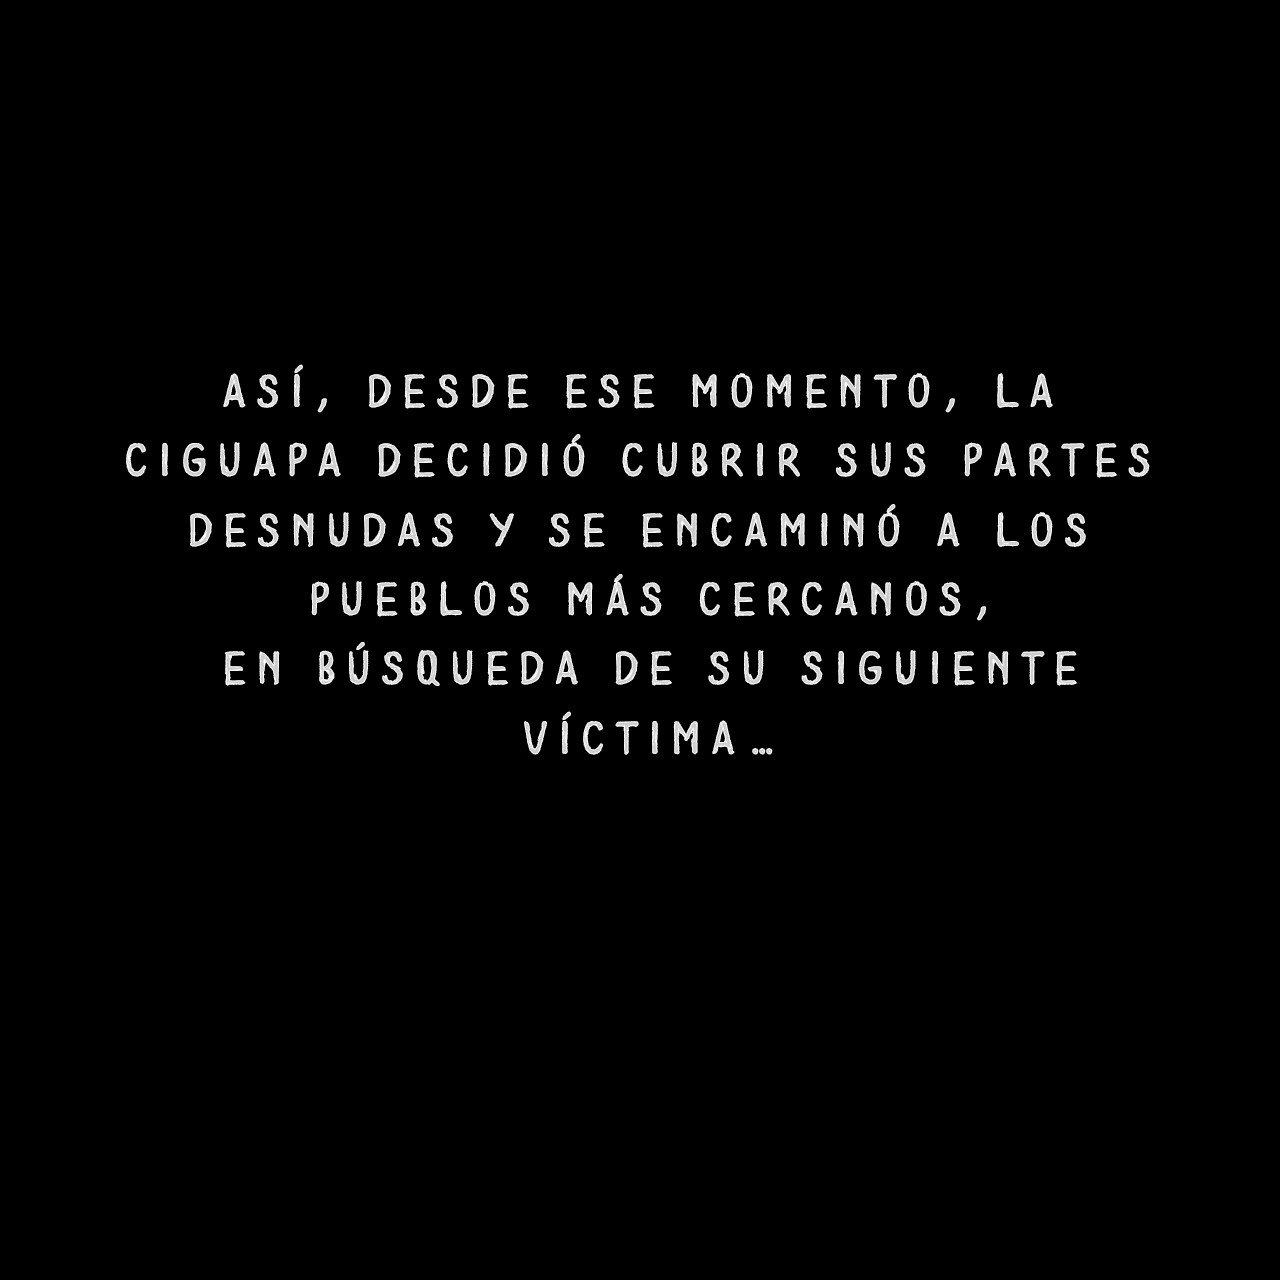 ASÍ, DESDE ESE MOMENTO, LA
CIGUAPA DECIDIÓ CUBRIR SUS PARTES
DESNUDAS Y SE ENCAMINÓ A LOS
PUEBLOS MÁS CERCANOS,
EN BÚSQUEDA DE SU SIGUIENTE
VÍCTIMA…